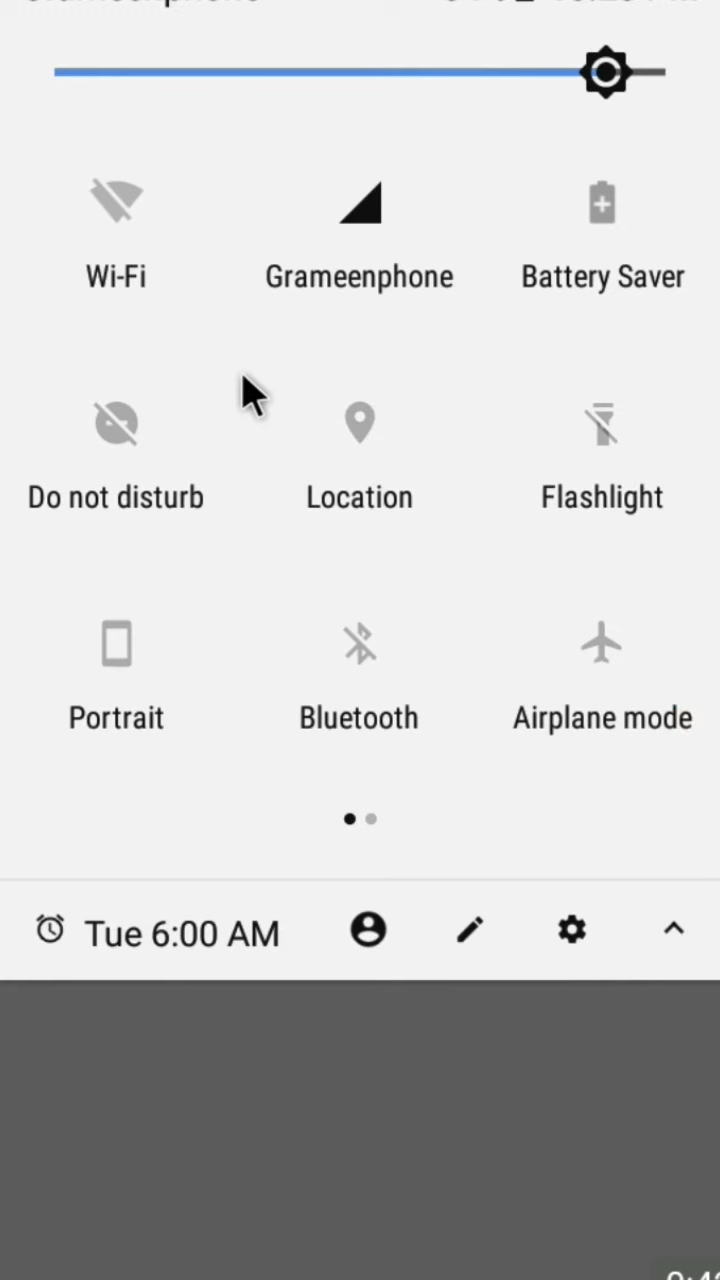 Wi-Fi Grameenphone Battery Saver
Do not disturb Location Flashlight
Portrait Bluetooth Airplane mode
Tue 6:00 AM